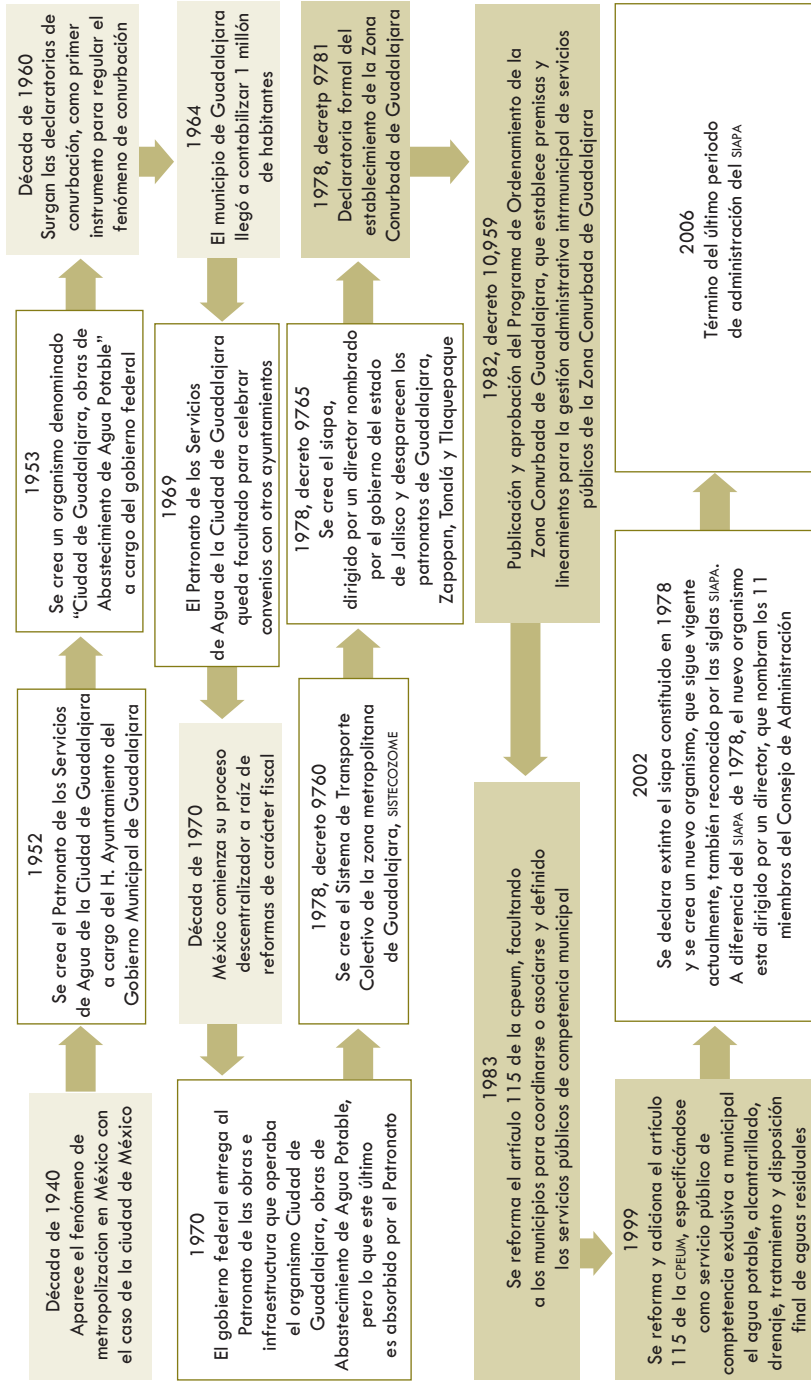 Década de 1940
Aparece el fenómeno de
metropolizacion en México con
el caso de la ciudad de México
1952
Se crea el Patronato de los Servicios
de Agua de la Ciudad de Guadalajara
a cargo del H. Ayuntamiento del
Gobierno Municipal de Guadalajara
1953
Se crea un organismo denominado
“Ciudad de Guadalajara, obras de
Abastecimiento de Agua Potable”
a cargo del gobierno federal
Década de 1960
Surgan las declaratorias de
conurbación, como primer
instrumento para regular el
fenómeno de conurbación
1964
El municipio de Guadalajara
llegó a contabilizar 1 millón
de habitantes
1969
El Patronato de los Servicios
de Agua de la Ciudad de Guadalajara
queda facultado para celebrar
convenios con otros ayuntamientos
Década de 1970
México comienza su proceso
descentralizador a raíz de
reformas de carácter fiscal
1970
El gobierno federal entrega al
Patronato de las obras e
infraestructura que operaba
el organismo Ciudad de
Guadalajara, obras de
Abastecimiento de Agua Potable,
pero lo que este último
es absorbido por el Patronato
1978, decreto 9760
Se crea el Sistema de Transporte
Colectivo de la zona metropolitana
de Guadalajara, SISTECOZOME
1978, decreto 9765
Se crea el siapa,
dirigido por un director nombrado
por el gobierno del estado
de Jalisco y desaparecen los
patronatos de Guadalajara,
Zapopan, Tonalá y Tlaquepaque
1978, decretp 9781
Declaratoria formal del
establecimiento de la Zona
Conurbada de Guadalajara
1982, decreto 10,959
Publicación y aprobación del Programa de Ordenamiento de la
Zona Conurbada de Guadalajara, que establece premisas y
lineamientos para la gestión administrativa intrmunicipal de servicios
públicos de la Zona Conurbada de Guadalajara
1983
Se reforma el artículo 115 de la cpeum, facultando
a los municipios para coordinarse o asociarse y definido
los servicios públicos de competencia municipal
1999
Se reforma y adiciona el artículo
115 de la CPEUM, especificándose
como servicio público de
comptetencia exclusiva a municipal
el agua potable, alcantarillado,
drenaje, tratamiento y disposición
final de aguas residuales
2002
Se declara extinto el siapa constituido en 1978
y se crea un nuevo organismo, que sigue vigente
actualmente, también reconocido por las siglas SIAPA.
A diferencia del SIAPA de 1978, el nuevo organismo
esta dirigido por un director, que nombran los 11
miembros del Consejo de Administración
2006
Término del último periodo
de administración del SIAPA